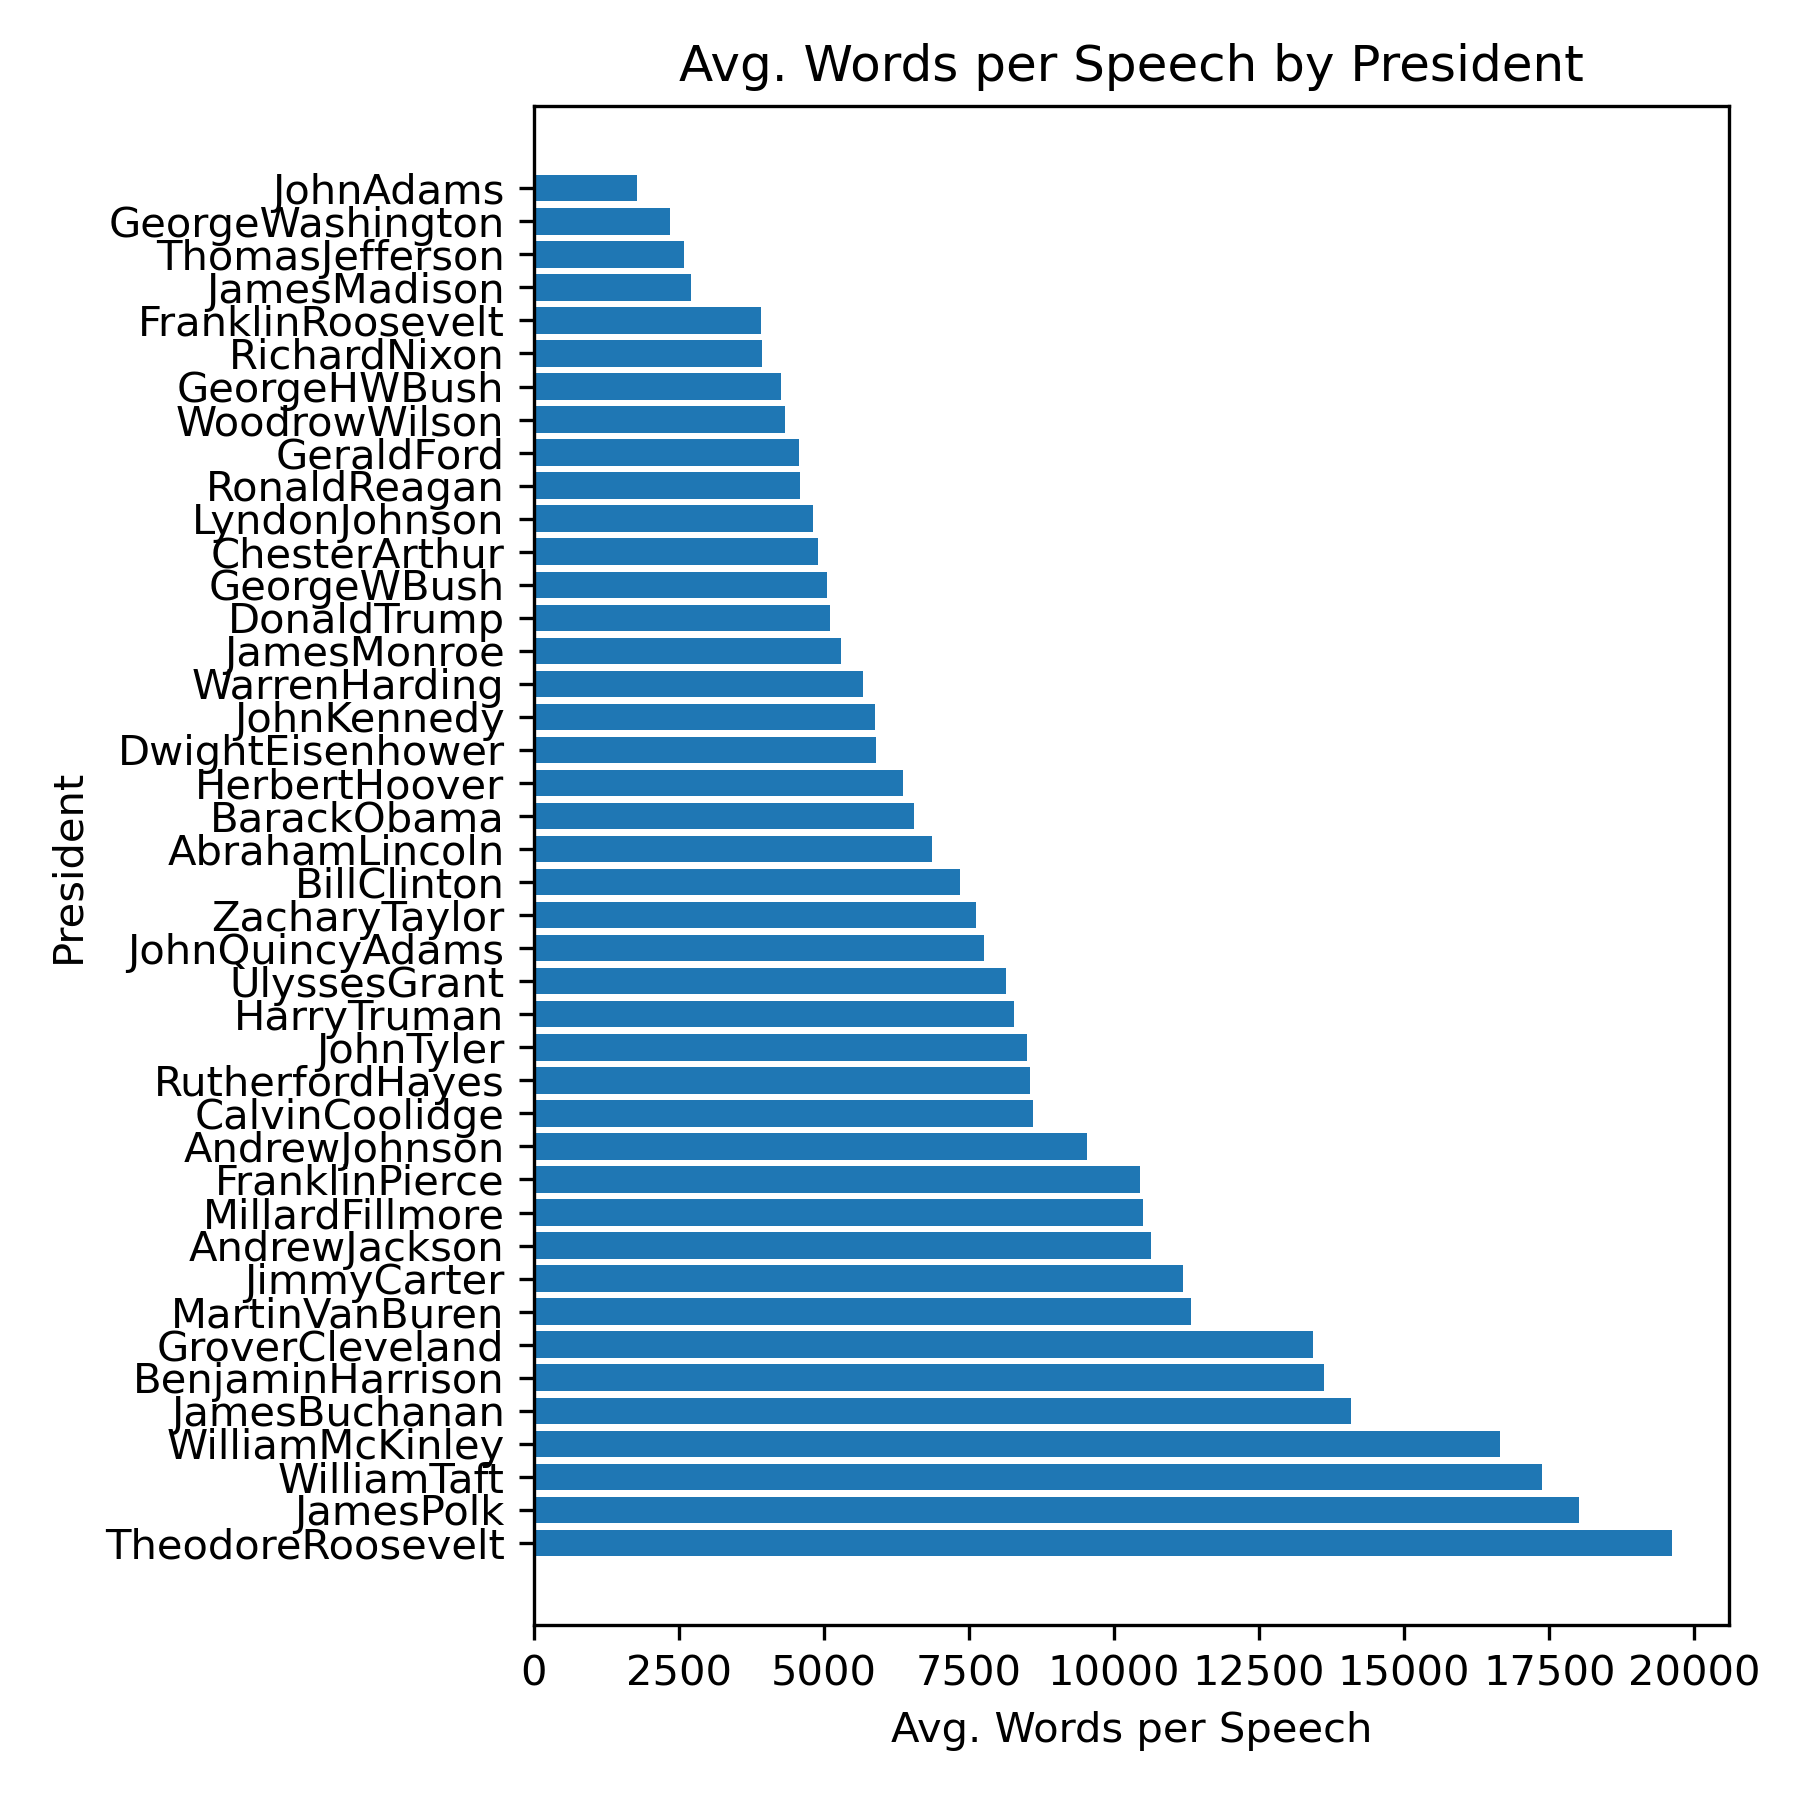 Avg. Words per Speech by President
JohnAdams
GeorgeWashington
ThomasJefferson
JamesMadison
FranklinRoosevelt
RichardNixon
GeorgeHWBush
WoodrowWilson
GeraldFord
RonaldReagan
LyndonJohnson
ChesterArthur
GeorgeWBush
DonaldTrump
JamesMonroe
WarrenHarding
JohnKennedy
DwightEisenhower
HerbertHoover
BarackObama
AbrahamLincoln
BillClinton
ZacharyTaylor
JohnQuincyAdams
UlyssesGrant
HarryTruman
JohnTyler
RutherfordHayes
CalvinCoolidge
AndrewJohnson
FranklinPierce
MillardFillmore
AndrewJackson
JimmyCarter
MartinVanBuren
GroverCleveland
BenjaminHarrison
JamesBuchanan
WilliamMcKinley
WilliamTaft
JamesPolk
TheodoreRoosevelt
President
0 2500 5000 7500 10000 12500 15000 17500 20000
Avg. Words per Speech